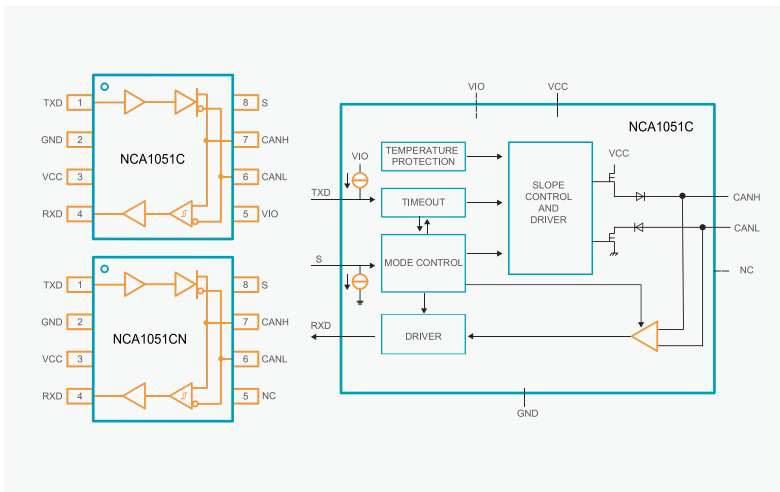 TXD 1
8 S
GND 2
7 CANH
NCA1051C
VCC 3
6 CANL
RXD 4
5 VIO
TXD 1
8 S
GND 2
7 CANH
NCA1051CN
VCC 3
6 CANL
RXD 4
5 NC
VIO
VCC
NCA1051C
VIO
TEMPERATURE
PROTECTION
VCC
TXD
TIMEOUT
SLOPE
CONTROL
AND
DRIVER
CANH
CANL
S
MODE CONTROL
NC
RXD
DRIVER
GND